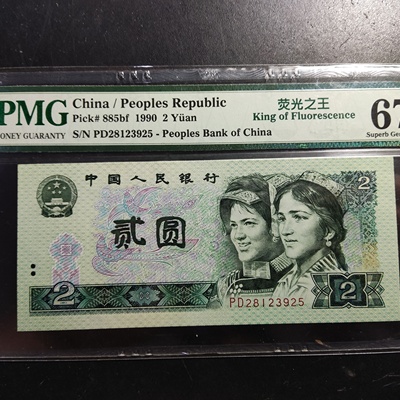 PMG
MONEY GUARANTY
China / Peoples Republic
Pick# 885bf 1990 2 Yüan
S/N PD28123925 - Peoples Bank of China
荧光之王
King of Fluorescence
67
Superb Gem
中国人民银行
贰圆
2
2
2
PD28123925